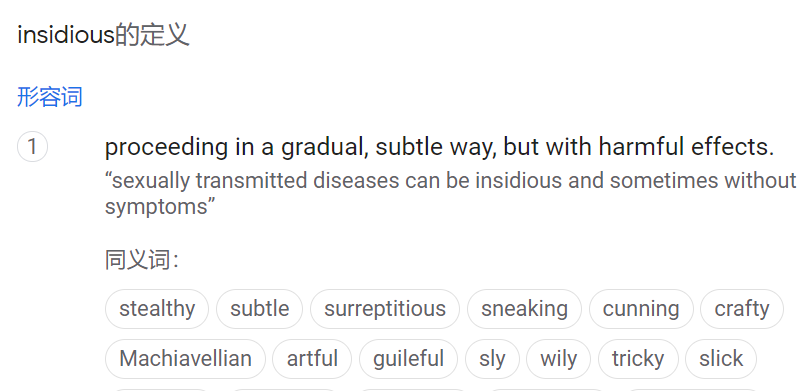 insidious的定义
形容词
1 proceeding in a gradual, subtle way, but with harmful effects.
“sexually transmitted diseases can be insidious and sometimes without
symptoms”
同义词：
stealthy subtle surreptitious sneaking cunning crafty
Machiavellian artful guileful sly wily tricky slick